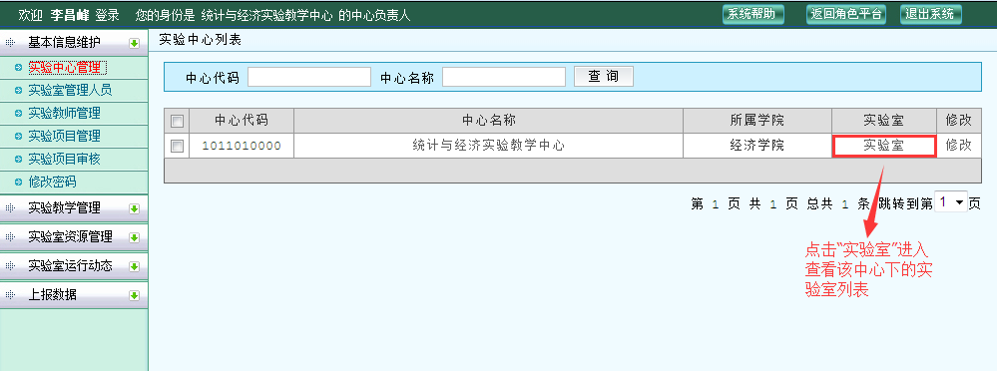 欢迎 李昌峰 登录 您的身份是 统计与经济实验教学中心 的中心负责人 系统帮助 返回角色平台 退出系统
基本信息维护
实验中心管理
实验室管理人员
实验教师管理
实验项目管理
实验项目审核
修改密码
实验教学管理
实验室资源管理
实验室运行动态
上报数据
实验中心列表
中心代码 中心名称 查 询
中心代码 中心名称 所属学院 实验室 修改
1011010000 统计与经济实验教学中心 经济学院 实验室 修改
第 1 页 共 1 页 总共 1 条 跳转到第 1 页
点击“实验室”进入
查看该中心下的实
验室列表